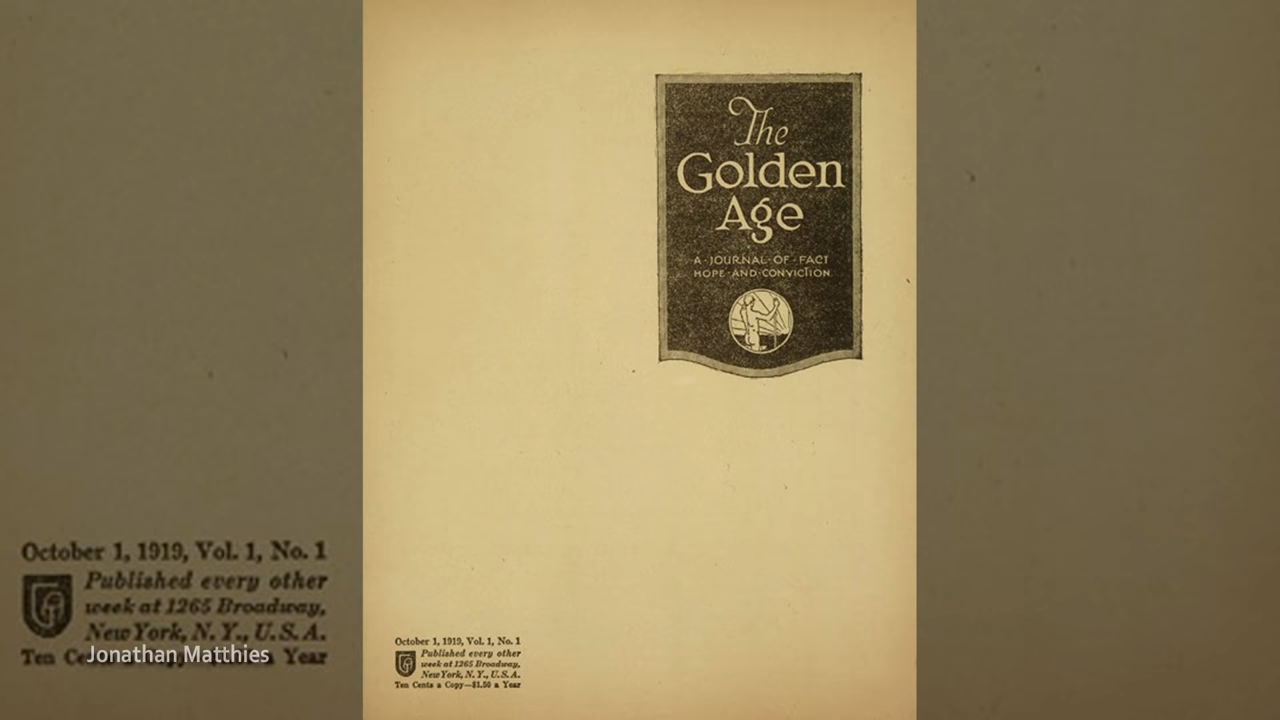 The
Golden
Age
A·JOURNAL·OF·FACT
HOPE·AND·CONVICTION
October 1, 1919, Vol. 1, No. 1
Published every other
week at 1265 Broadway,
New York, N. Y., U.S.A.
Ten Cents a Copy—$1.50 a Year
October 1, 1919, Vol. 1, No. 1
Published every other
week at 1265 Broadway,
New York, N. Y., U.S.A.
Ten Year
Jonathan Matthies